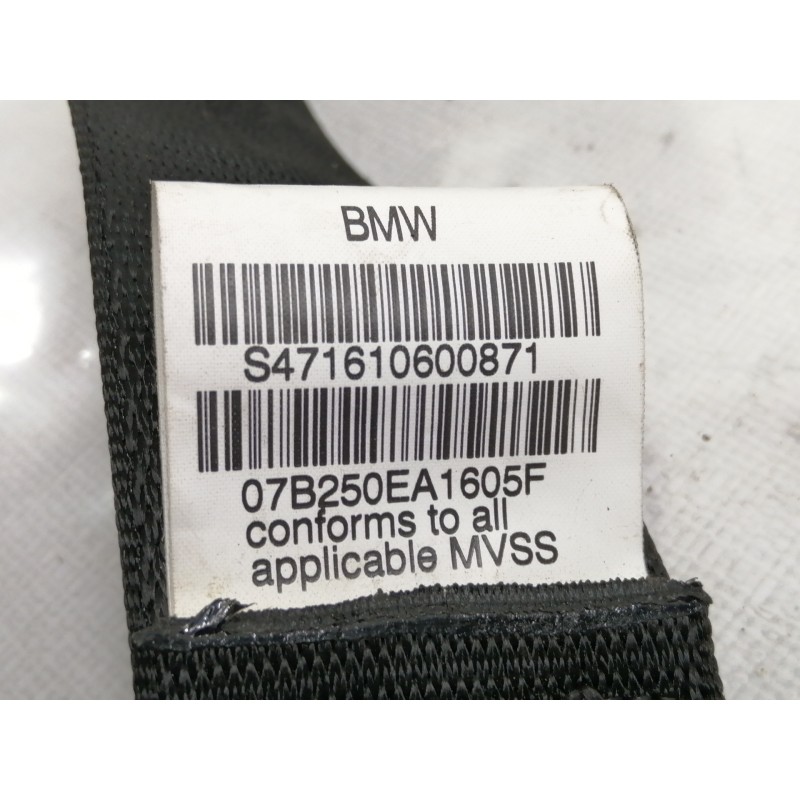 BMW
S471610600871
07B250EA1605F
conforms to all
applicable MVSS